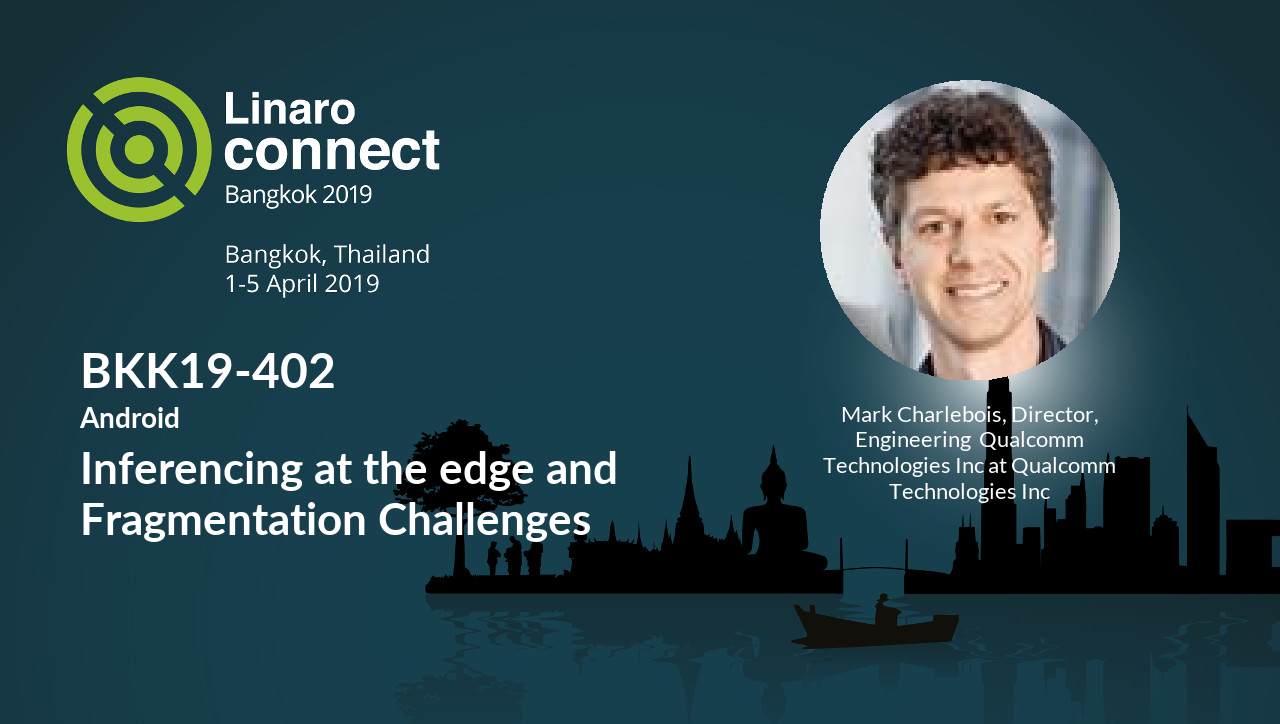 Linaro
connect
Bangkok 2019
Bangkok, Thailand
1-5 April 2019
BKK19-402
Android
Inferencing at the edge and
Fragmentation Challenges
Mark Charlebois, Director,
Engineering Qualcomm
Technologies Inc at Qualcomm
Technologies Inc